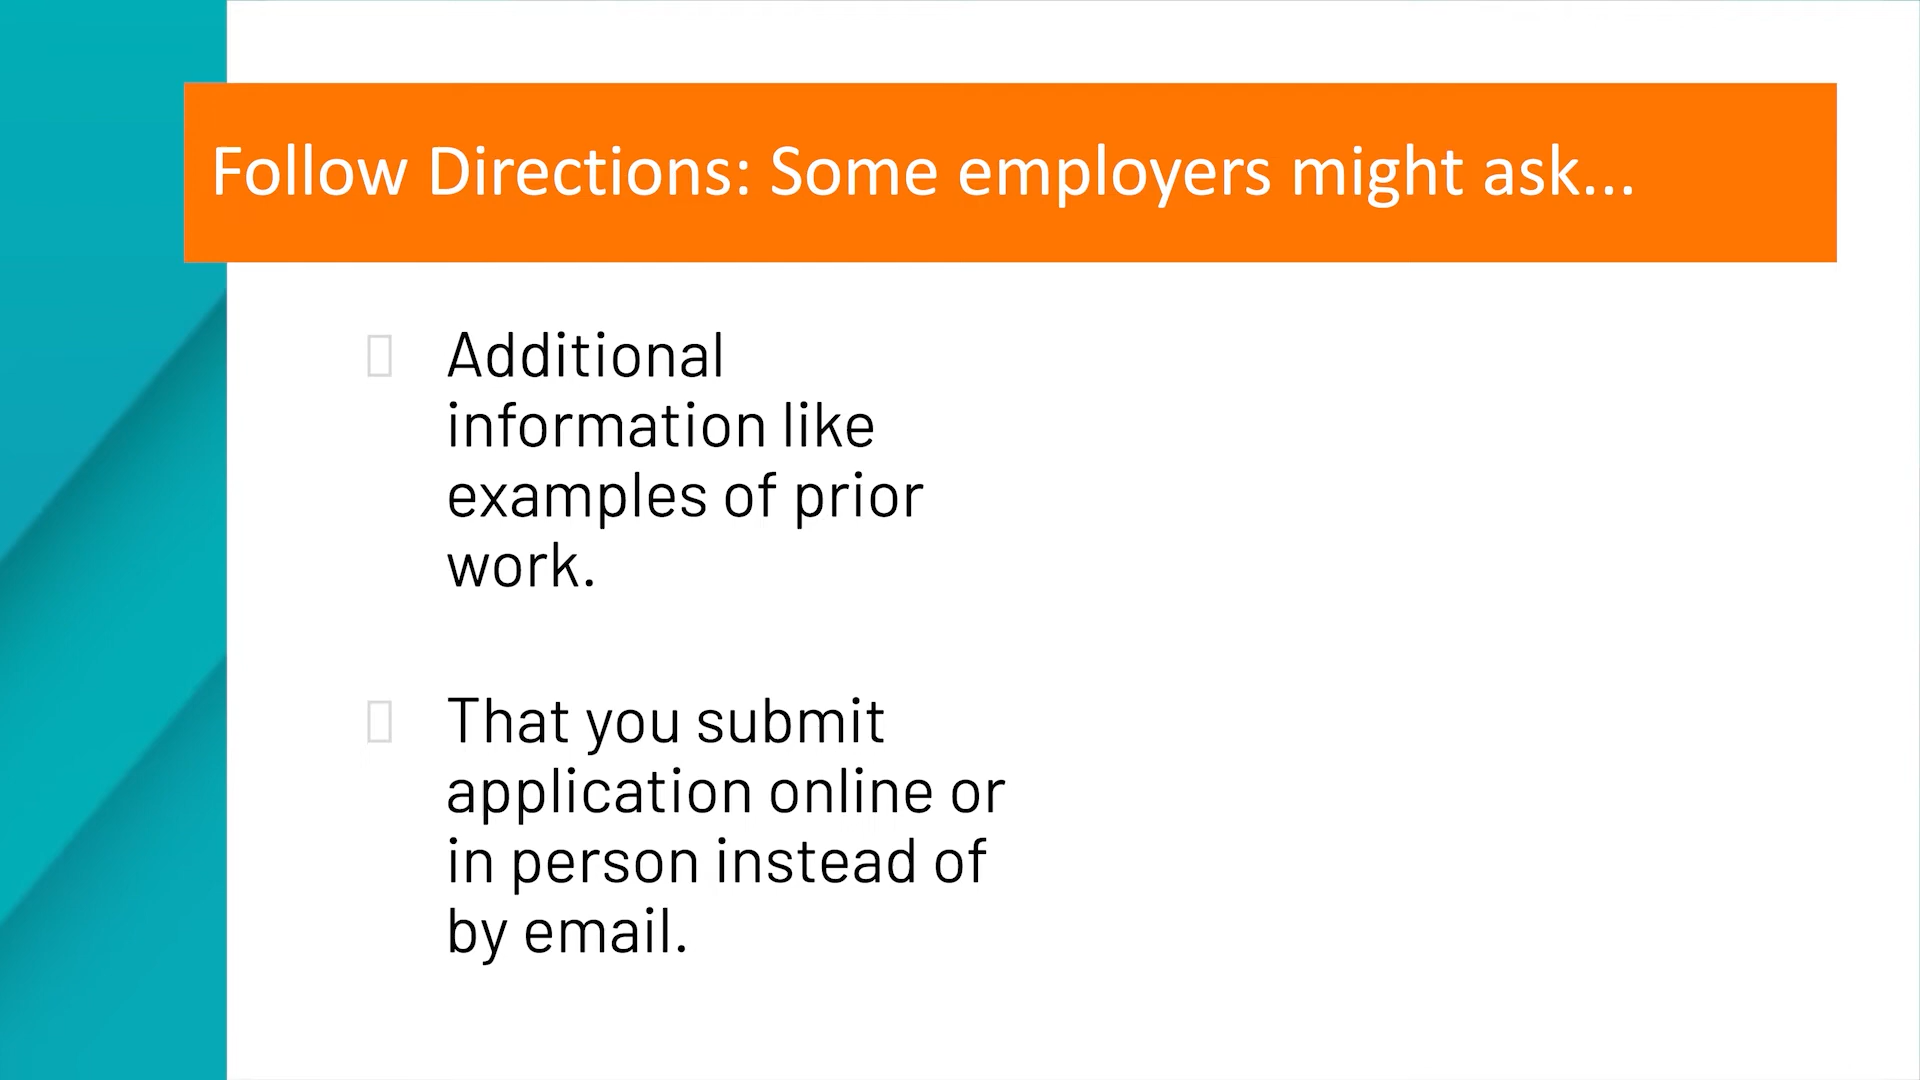 Follow Directions: Some employers might ask...
Additional
information like
examples of prior
work.
That you submit
application online or
in person instead of
by email.